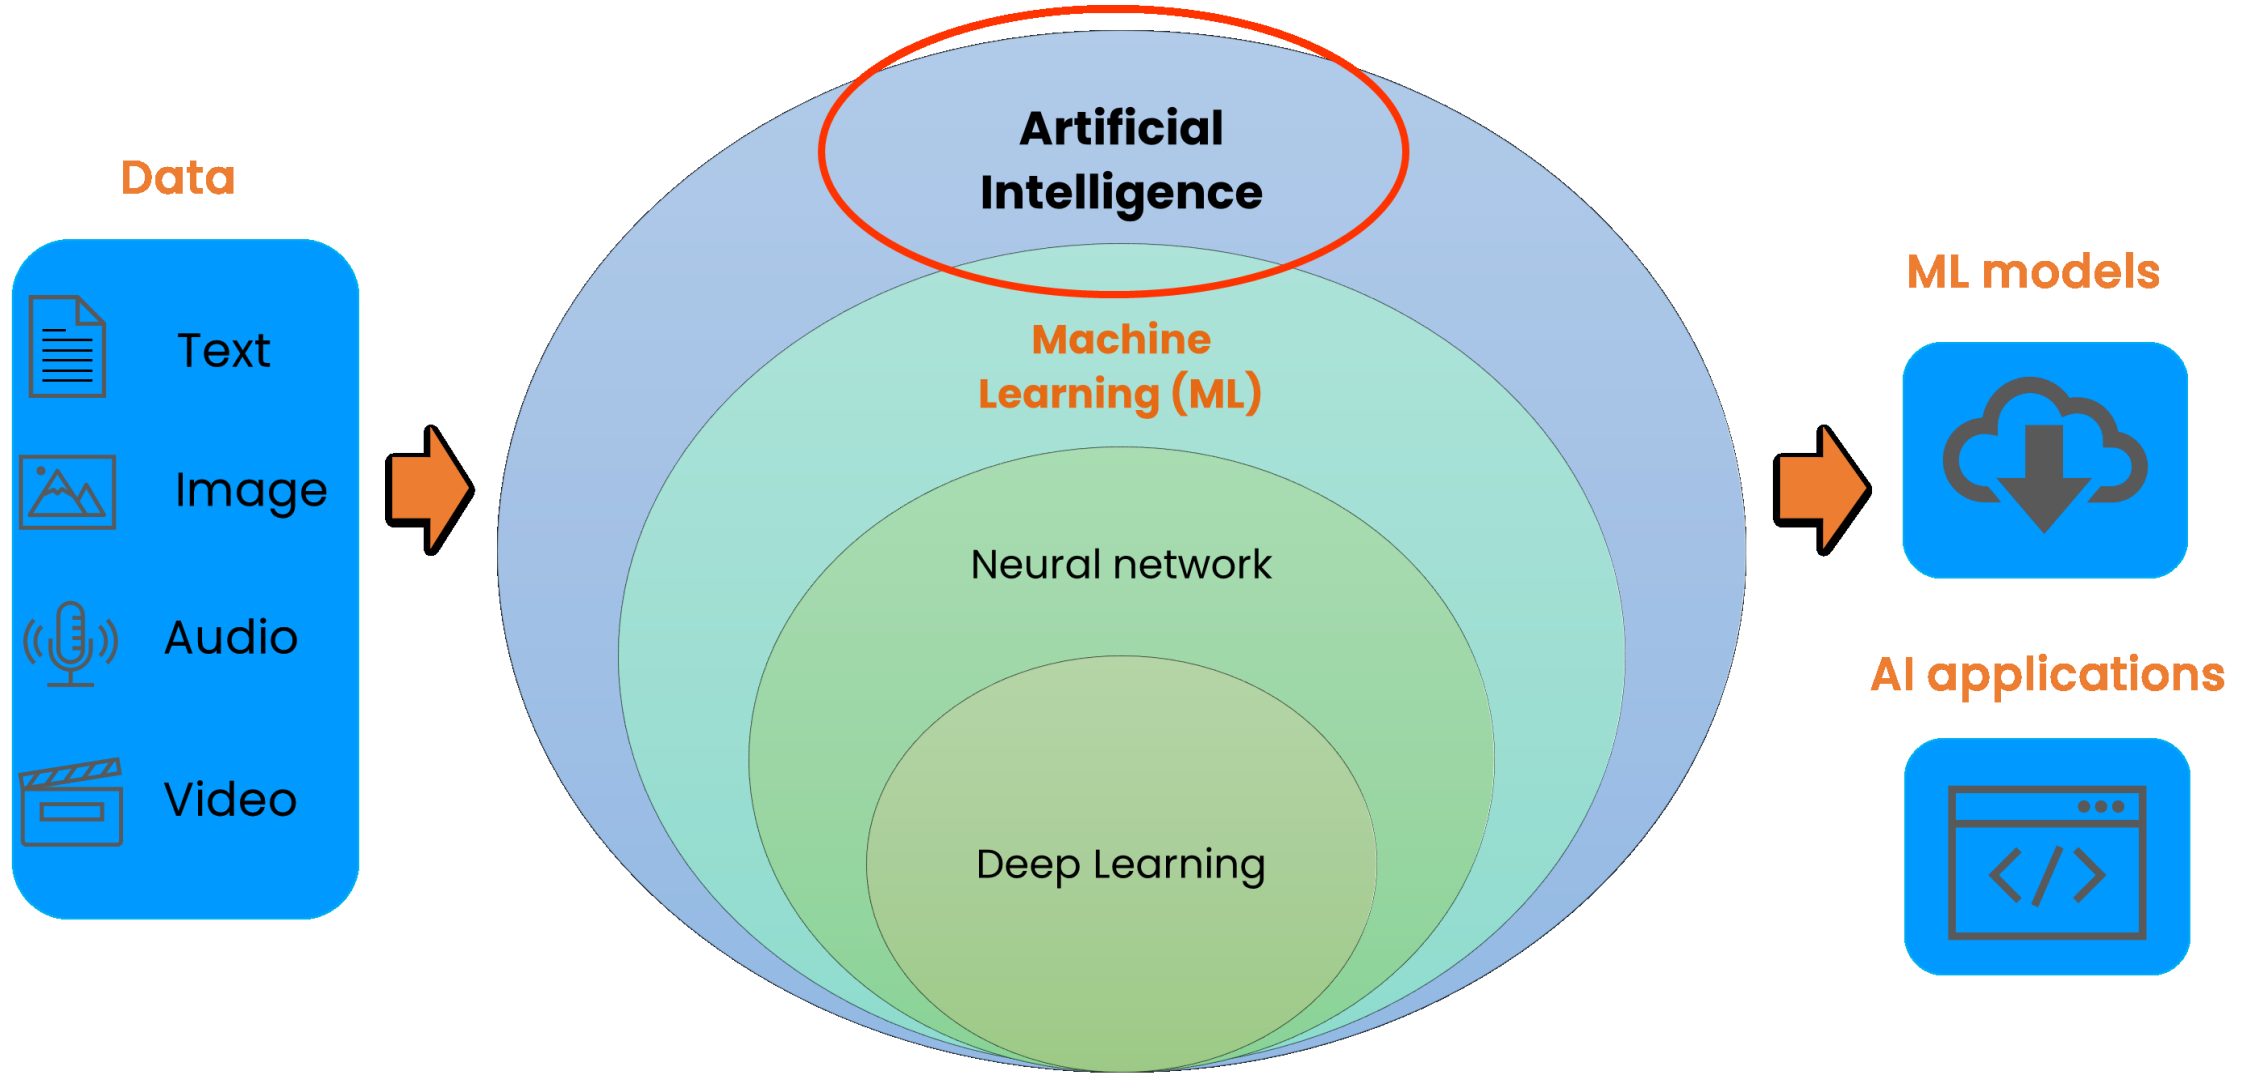 Data
Text
Image
Audio
Video
Artificial
Intelligence
Machine
Learning (ML)
Neural network
Deep Learning
ML models
AI applications